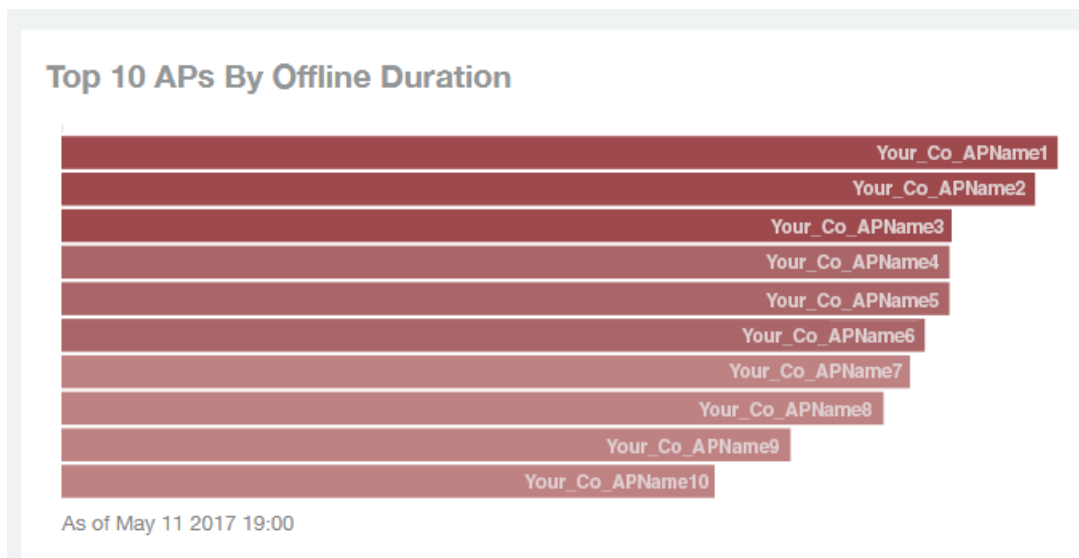 Top 10 APs By Offline Duration
Your_Co_APName1
Your_Co_APName2
Your_Co_APName3
Your_Co_APName4
Your_Co_APName5
Your_Co_APName6
Your_Co_APName7
Your_Co_APName8
Your_Co_APName9
Your_Co_APName10
As of May 11 2017 19:00